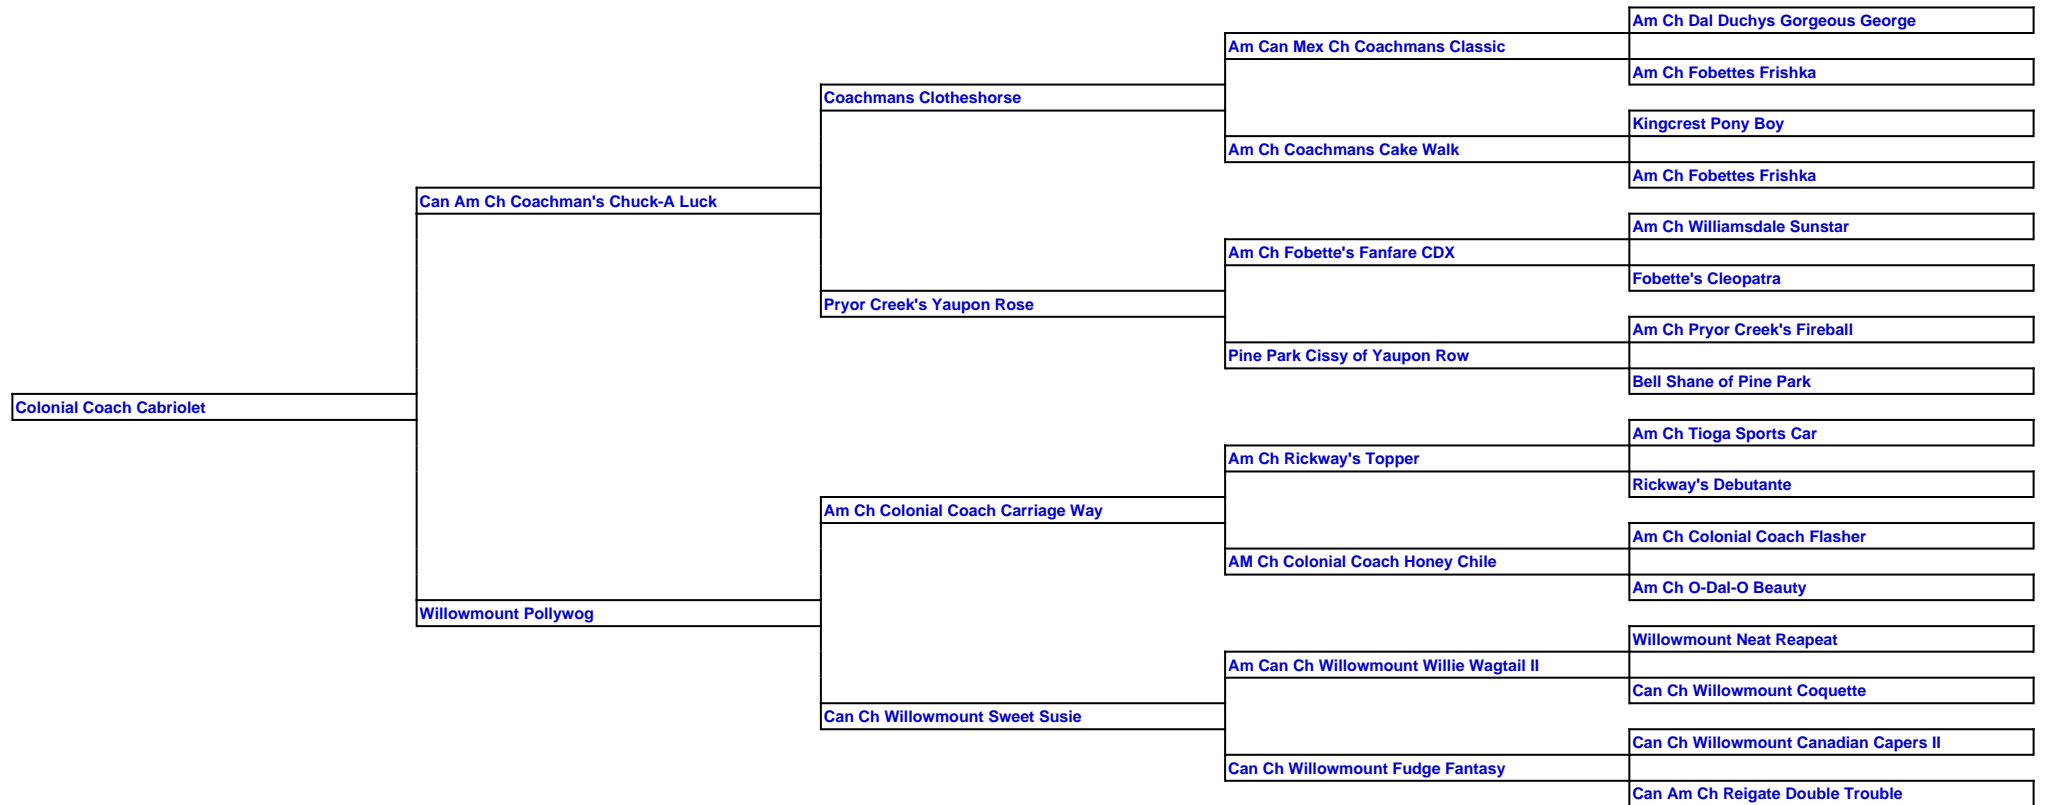 Am Ch Dal Duchys Gorgeous George
Am Can Mex Ch Coachmans Classic
Am Ch Fobettes Frishka
Coachmans Clotheshorse
Kingcrest Pony Boy
Am Ch Coachmans Cake Walk
Am Ch Fobettes Frishka
Can Am Ch Coachman's Chuck-A Luck
Am Ch Williamsdale Sunstar
Am Ch Fobette's Fanfare CDX
Fobette's Cleopatra
Pryor Creek's Yaupon Rose
Am Ch Pryor Creek's Fireball
Pine Park Cissy of Yaupon Row
Bell Shane of Pine Park
Colonial Coach Cabriolet
Am Ch Tioga Sports Car
Am Ch Rickway's Topper
Rickway's Debutante
Am Ch Colonial Coach Carriage Way
Am Ch Colonial Coach Flasher
AM Ch Colonial Coach Honey Chile
Am Ch O-Dal-O Beauty
Willowmount Pollywog
Willowmount Neat Reapeat
Am Can Ch Willowmount Willie Wagtail II
Can Ch Willowmount Coquette
Can Ch Willowmount Sweet Susie
Can Ch Willowmount Canadian Capers II
Can Ch Willowmount Fudge Fantasy
Can Am Ch Reigate Double Trouble